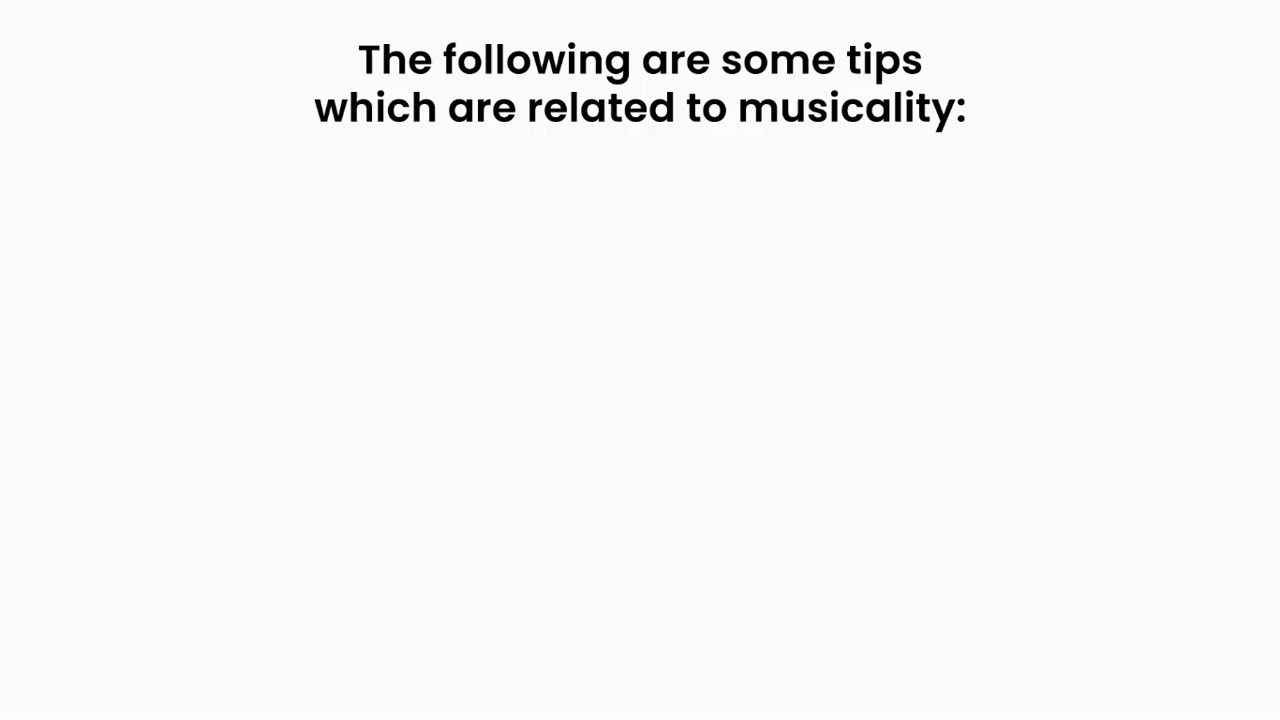 The following are some tips
which are related to musicality: